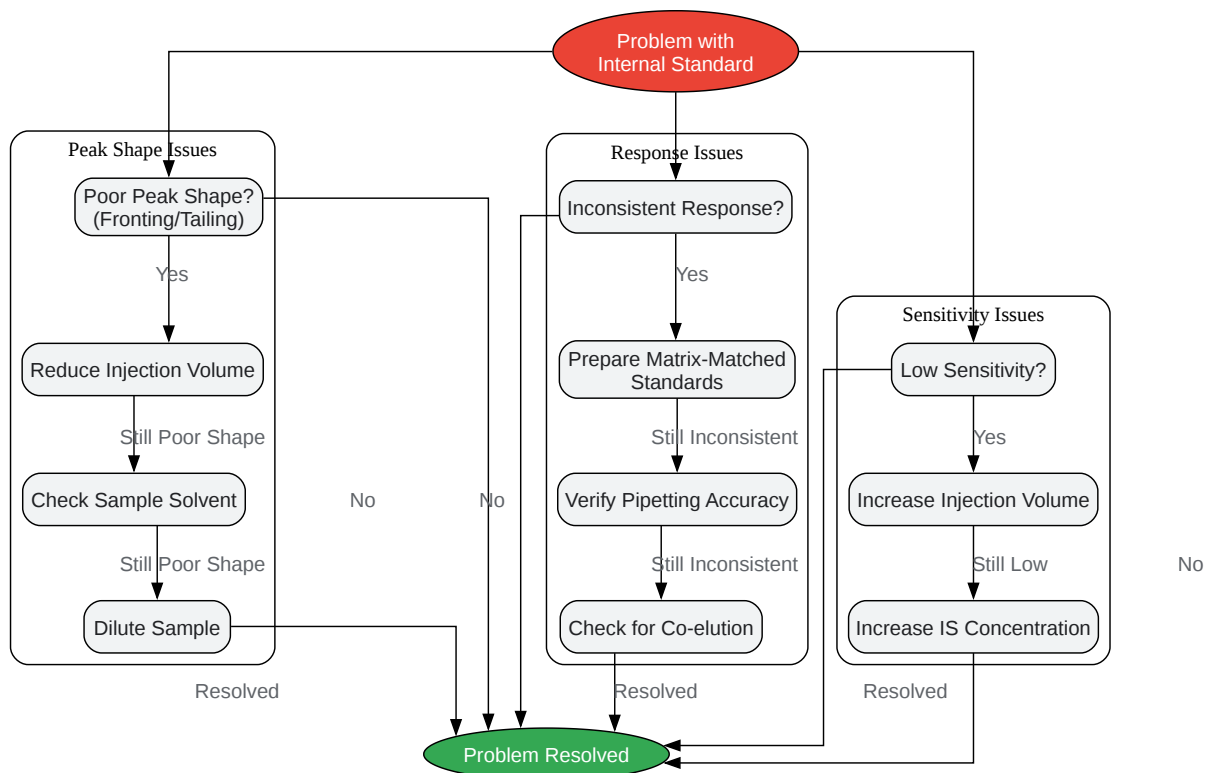 Problem with
Internal Standard
Peak Shape Issues
Poor Peak Shape?
(Fronting/Tailing)
Yes
Reduce Injection Volume
Still Poor Shape
Check Sample Solvent
Still Poor Shape
Dilute Sample
Resolved
No
No
Response Issues
Inconsistent Response?
Yes
Prepare Matrix-Matched
Standards
Still Inconsistent
Verify Pipetting Accuracy
Still Inconsistent
Check for Co-elution
Resolved
Sensitivity Issues
Low Sensitivity?
Yes
Increase Injection Volume
Still Low
Increase IS Concentration
Resolved
No
Problem Resolved